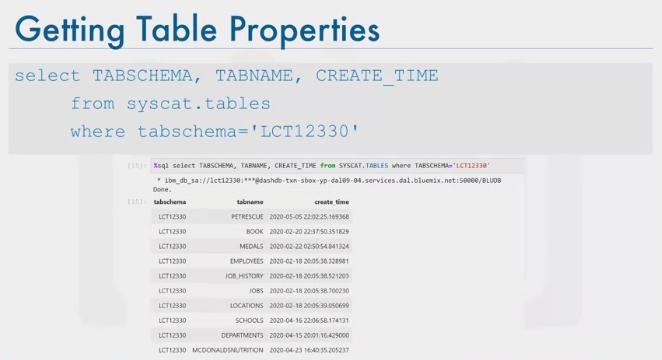 Getting Table Properties
select TABSCHEMA, TABNAME, CREATE_TIME
from syscat.tables
where tabschema='LCT12330'
[15]: %sql select TABSCHEMA, TABNAME, CREATE_TIME from SYSCAT.TABLES where TABSCHEMA='LCT12330'
* ibm_db_sa://lct12330:***@dashdb-txn-sbox-yp-dal09-04.services.dal.bluemix.net:50000/BLUDB
Done.
[15]: tabschema tabname create_time
LCT12330 PETRESCUE 2020-05-05 22:02:25.169368
LCT12330 BOOK 2020-02-20 22:37:50.351829
LCT12330 MEDALS 2020-02-22 02:50:54.841324
LCT12330 EMPLOYEES 2020-02-18 20:05:38.328981
LCT12330 JOB_HISTORY 2020-02-18 20:05:38.521203
LCT12330 JOBS 2020-02-18 20:05:38.700230
LCT12330 LOCATIONS 2020-02-18 20:05:39.050699
LCT12330 SCHOOLS 2020-04-16 22:06:58.174131
LCT12330 DEPARTMENTS 2020-04-15 20:01:16.429000
LCT12330 MCDONALDSNUTRITION 2020-04-23 16:40:35.205237